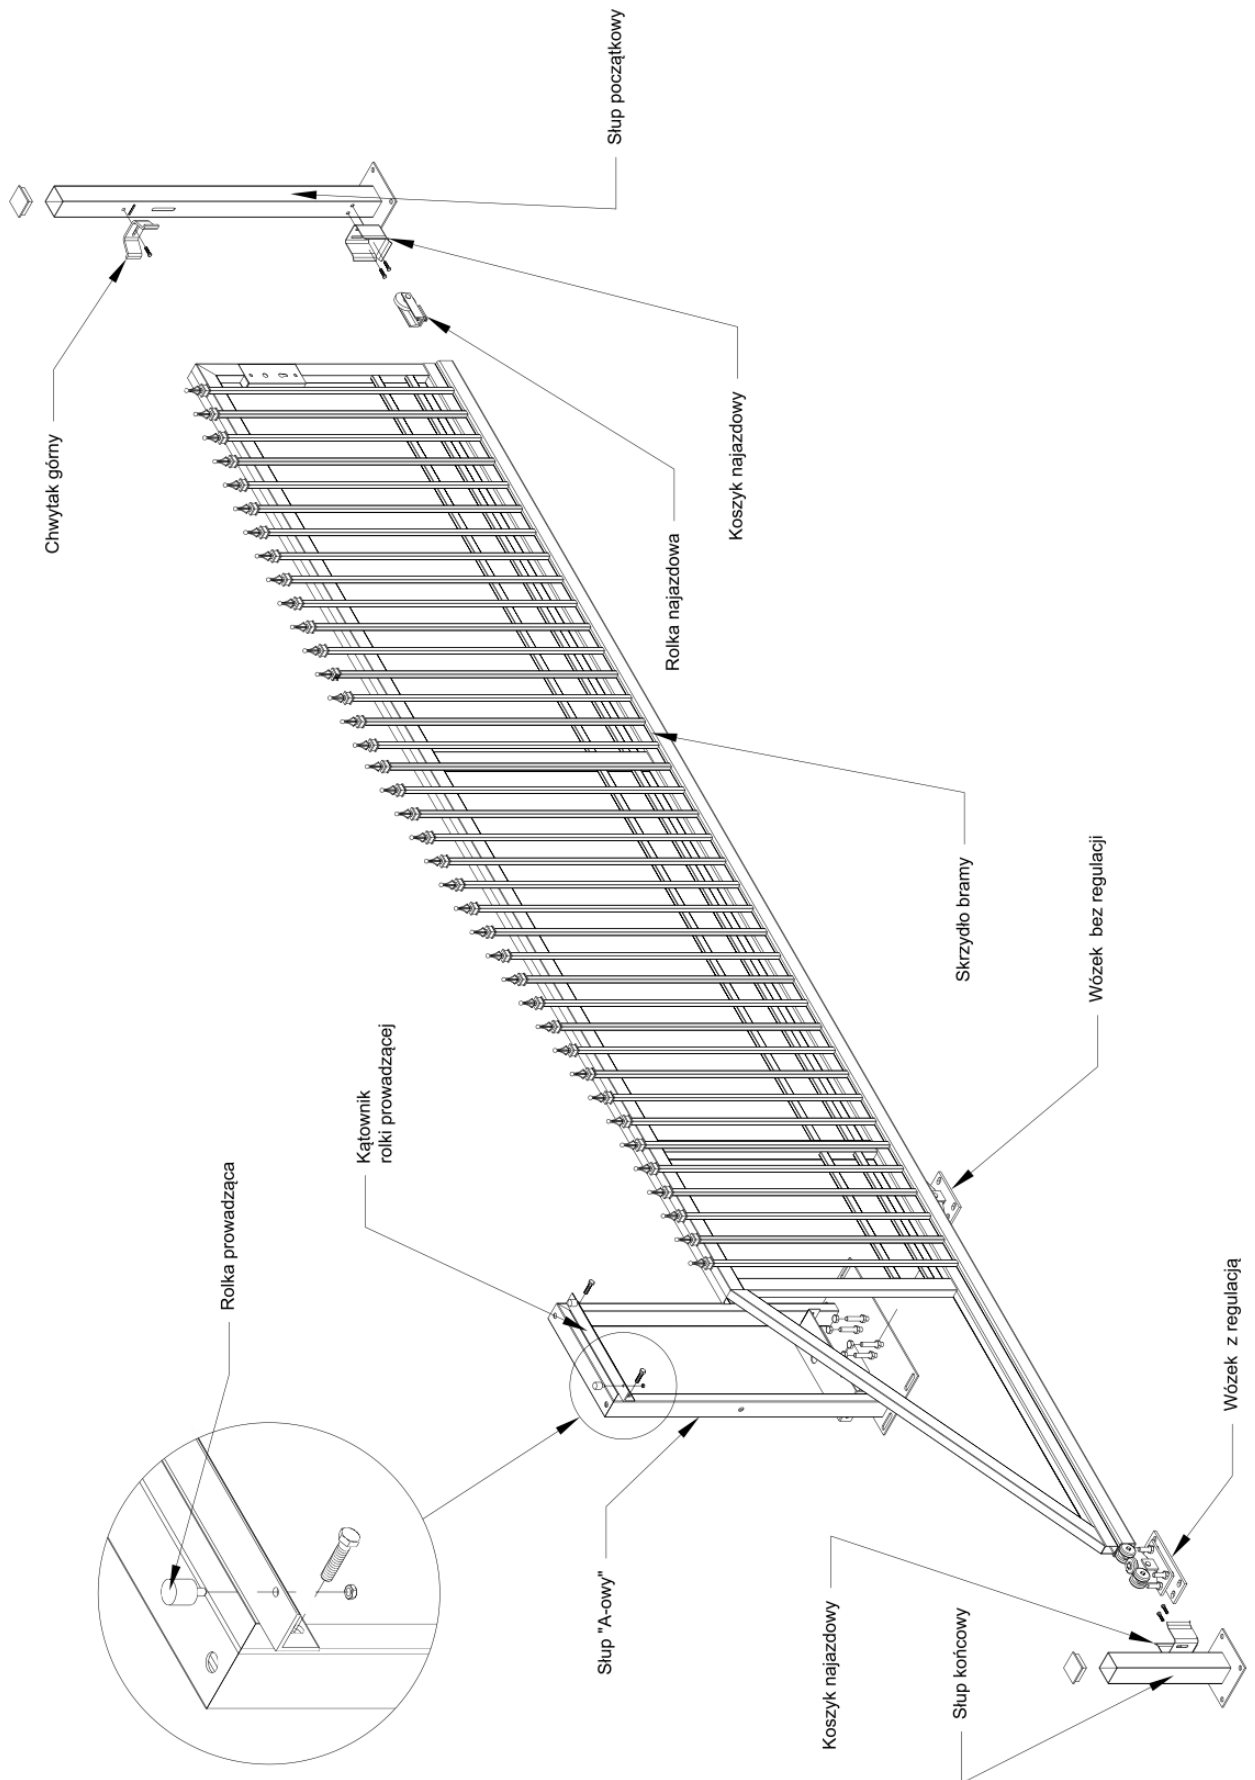 Słup początkowy
Chwytak górny
Koszyk najazdowy
Rolka najazdowa
Skrzydło bramy
Wózek bez regulacji
Kątownik
rolki prowadzącej
Rolka prowadząca
Wózek z regulacją
Słup "A-owy"
Koszyk najazdowy
Słup końcowy